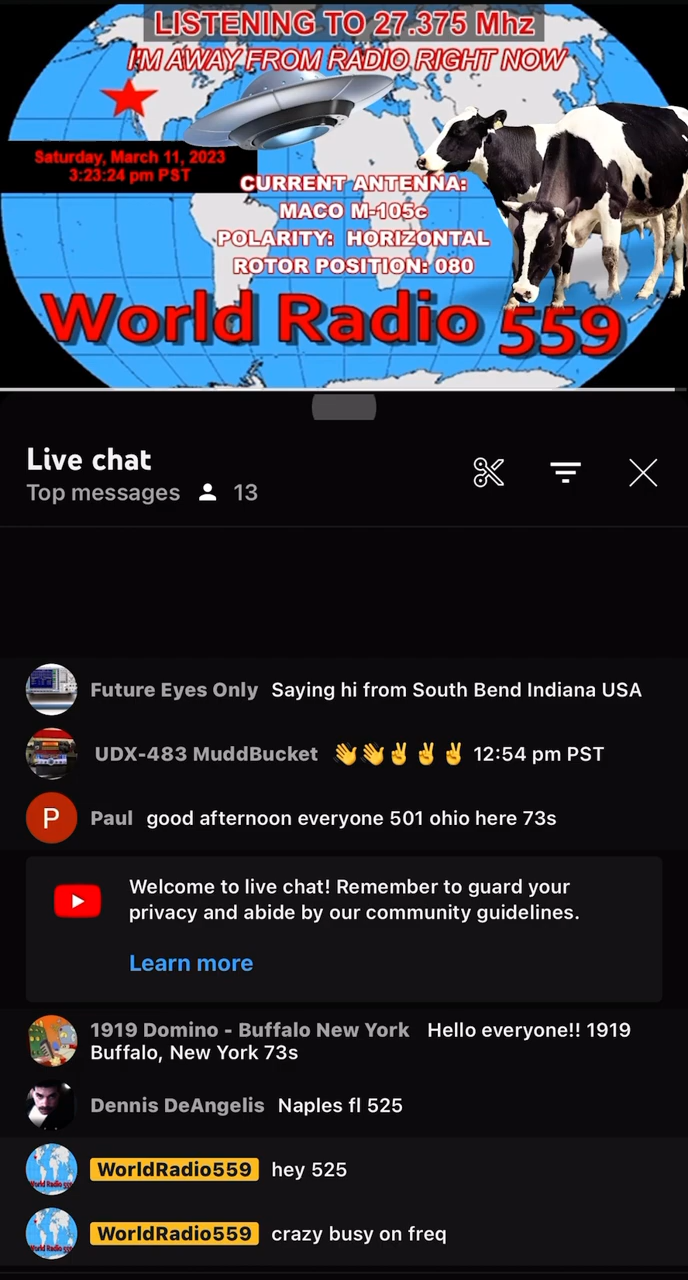 LISTENING TO 27.375 Mhz
I'M AWAY FROM RADIO RIGHT NOW
Saturday, March 11, 2023
3:23:24 pm PST
CURRENT ANTENNA:
MACO M-105c
POLARITY: HORIZONTAL
ROTOR POSITION: 080
World Radio 559
Live chat
Top messages 13
Future Eyes Only Saying hi from South Bend Indiana USA
UDX-483 MuddBucket 👋👋✌️✌️✌️ 12:54 pm PST
P Paul good afternoon everyone 501 ohio here 73s
Welcome to live chat! Remember to guard your
privacy and abide by our community guidelines.
Learn more
1919 Domino - Buffalo New York Hello everyone!! 1919
Buffalo, New York 73s
Dennis DeAngelis Naples fl 525
WorldRadio559 hey 525
WorldRadio559 crazy busy on freq